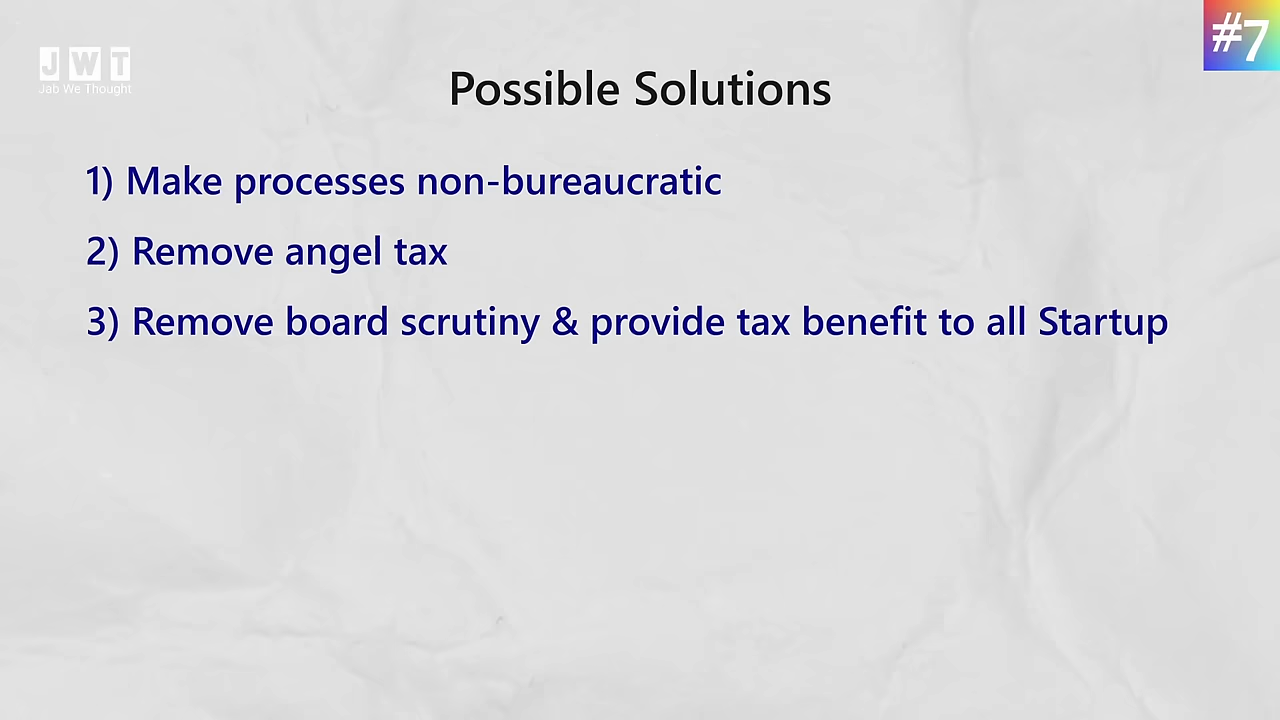 #7
JWT
Jab We Thought
Possible Solutions
1) Make processes non-bureaucratic
2) Remove angel tax
3) Remove board scrutiny & provide tax benefit to all Startup